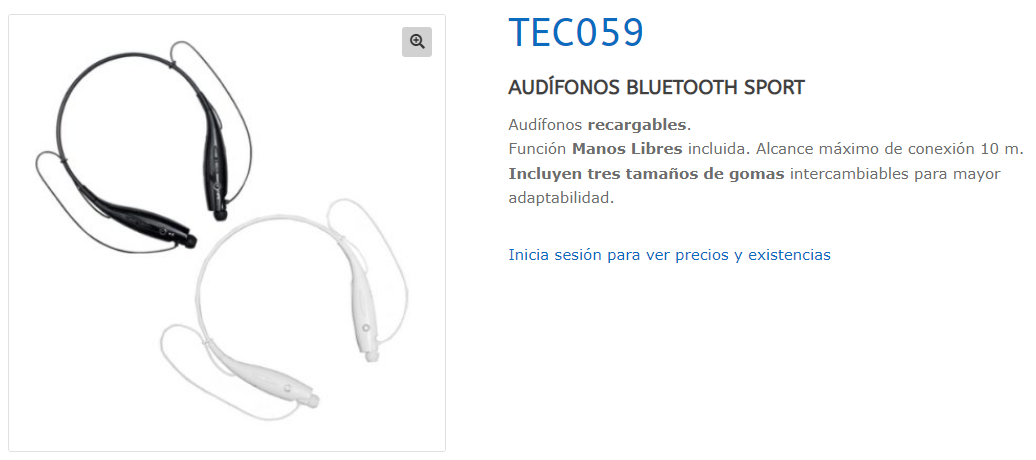 TEC059
AUDÍFONOS BLUETOOTH SPORT
Audífonos recargables.
Función Manos Libres incluida. Alcance máximo de conexión 10 m.
Incluyen tres tamaños de gomas intercambiables para mayor
adaptabilidad.
Inicia sesión para ver precios y existencias